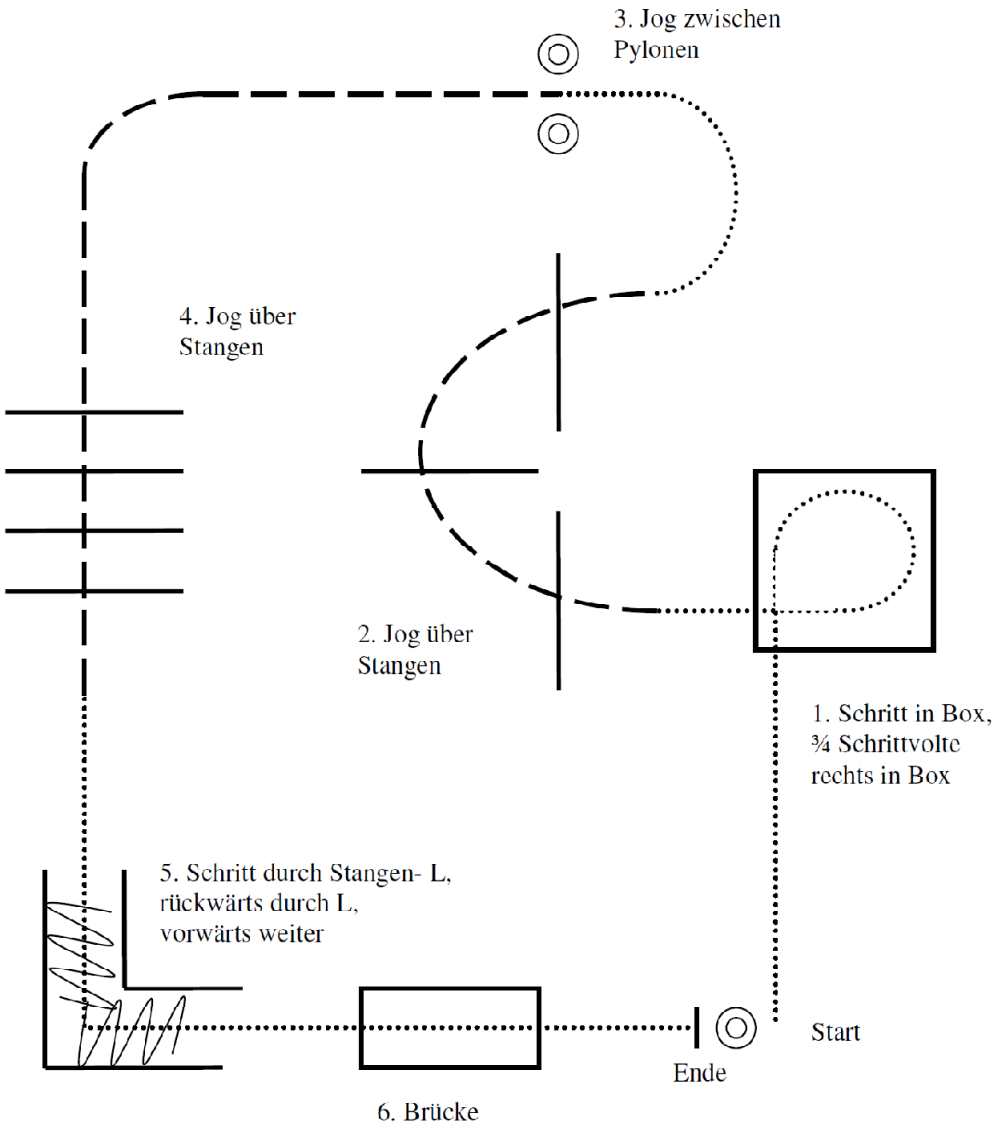 3. Jog zwischen
Pylonen
4. Jog über
Stangen
2. Jog über
Stangen
1. Schritt in Box,
¾ Schrittvolte
rechts in Box
5. Schritt durch Stangen- L,
rückwärts durch L,
vorwärts weiter
Start
Ende
6. Brücke